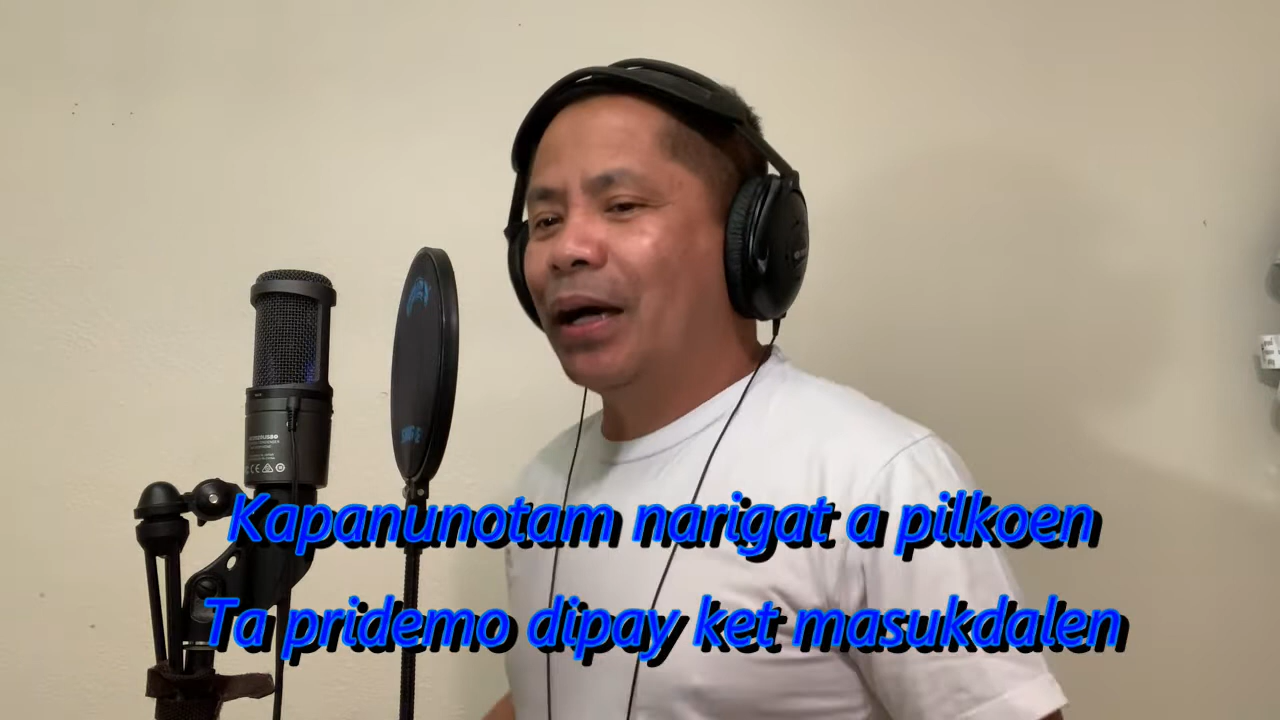 Kapanunotam narigat a pilkoen
Ta pridemo dipay ket masukdalen